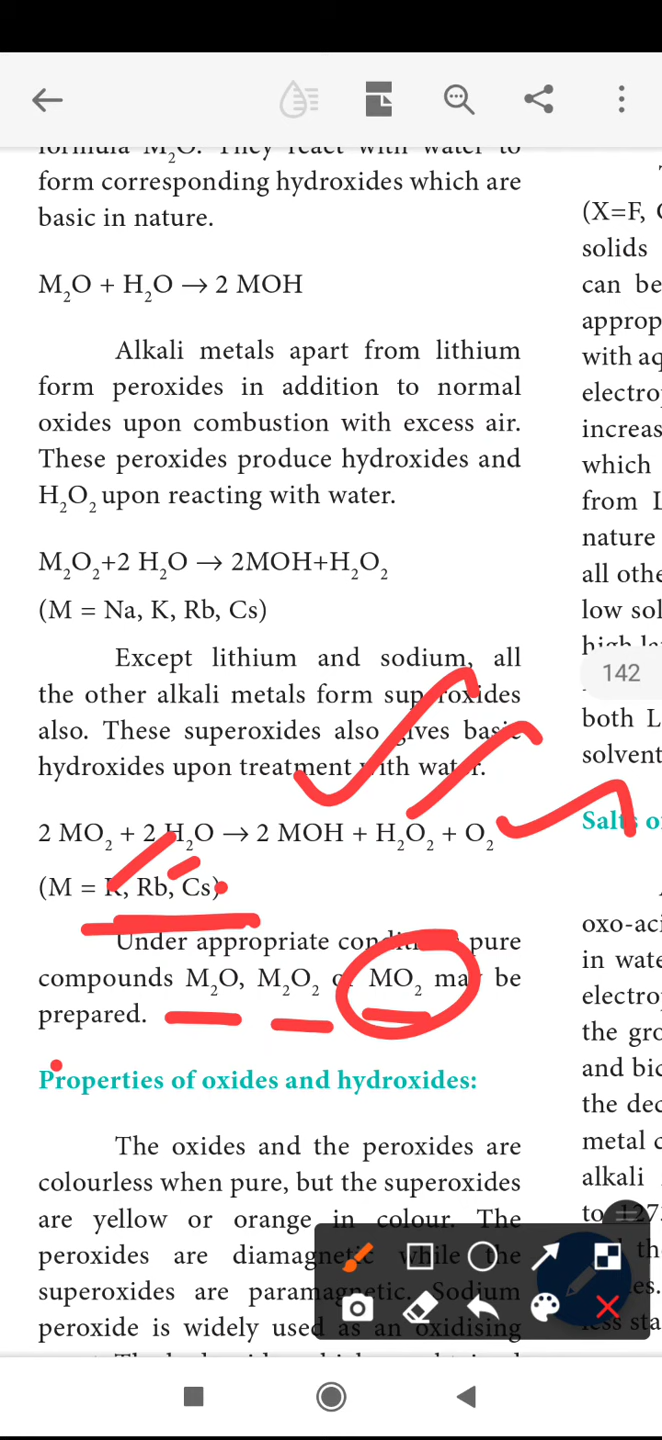 formula M₂O. They react with water to
form corresponding hydroxides which are
basic in nature.
M₂O + H₂O → 2 MOH
Alkali metals apart from lithium
form peroxides in addition to normal
oxides upon combustion with excess air.
These peroxides produce hydroxides and
H₂O₂ upon reacting with water.
M₂O₂+2 H₂O → 2MOH+H₂O₂
(M = Na, K, Rb, Cs)
Except lithium and sodium, all
the other alkali metals form superoxides
also. These superoxides also gives basic
hydroxides upon treatment with water.
2 MO₂ + 2 H₂O → 2 MOH + H₂O₂ + O₂
(M = K, Rb, Cs)
Under appropriate conditions pure
compounds M₂O, M₂O₂ or MO₂ may be
prepared.
Properties of oxides and hydroxides:
The oxides and the peroxides are
colourless when pure, but the superoxides
are yellow or orange in colour. The
peroxides are diamagnetic while the
superoxides are paramagnetic. Sodium
peroxide is widely used as an oxidising
(X=F,
solids
can be
approp
with aq
electro
increas
which
from L
nature
all othe
low sol
142
both L
solvent
Salts o
oxo-aci
in wate
electro
the gro
and bic
the dec
metal c
alkali
to 127